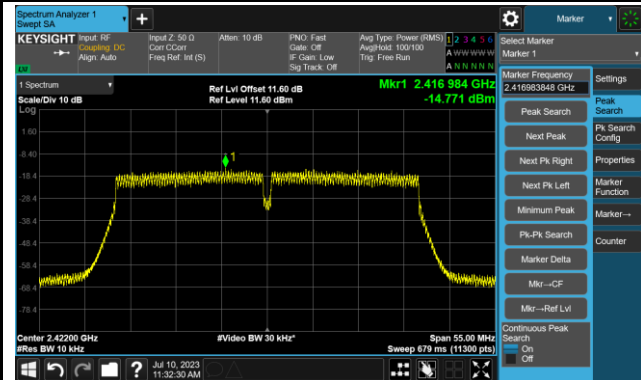 Spectrum Analyzer 1
Swept SA
Marker
KEYSIGHT
Input: RF
Coupling: DC
Align: Auto
Input Z: 50 Ω
Corr CCorr
Freq Ref: Int (S)
Atten: 10 dB
PNO: Fast
Gate: Off
IF Gain: Low
Sig Track: Off
Avg Type: Power (RMS)
Avg|Hold: 100/100
Trig: Free Run
1 2 3 4 5 6
A W W W W W
A N N N N N
Select Marker
Marker 1
1 Spectrum
Scale/Div 10 dB
Log
Ref Lvl Offset 11.60 dB
Ref Level 11.60 dBm
Mkr1 2.416 984 GHz
-14.771 dBm
1.60
-8.40
-18.4
-28.4
-38.4
-48.4
-58.4
-68.4
-78.4
1
Center 2.42200 GHz
#Res BW 10 kHz
#Video BW 30 kHz*
Span 55.00 MHz
Sweep 679 ms (11300 pts)
Marker Frequency
2.416983848 GHz
Peak Search
Next Peak
Next Pk Right
Next Pk Left
Minimum Peak
Pk-Pk Search
Marker Delta
Mkr→CF
Mkr→Ref Lvl
Continuous Peak
Search
On
Off
Settings
Peak
Search
Pk Search
Config
Properties
Marker
Function
Marker→
Counter
?
Jul 10, 2023
11:32:30 AM